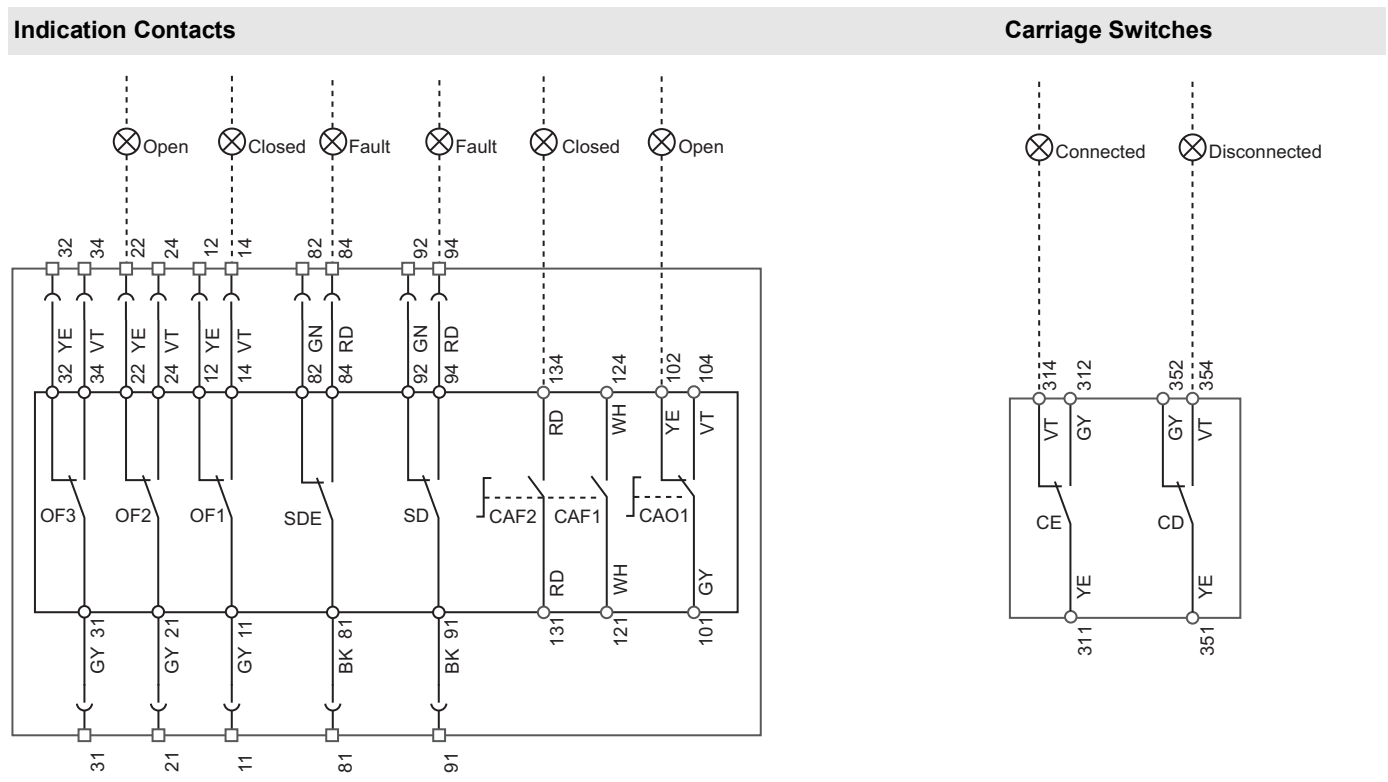 Indication Contacts Carriage Switches
Open Closed Fault Fault Closed Open Connected Disconnected
32 34 22 24 12 14 82 84 92 94
YE VT YE VT YE VT GN RD GN RD
32 34 22 24 12 14 82 84 92 94 134 124 102 104 314 312 352 354
RD WH YE VT VT GY GY VT
OF3 OF2 OF1 SDE SD CAF2 CAF1 CAO1 CE CD
RD WH GY YE YE
GY 31 GY 21 GY 11 BK 81 BK 91 131 121 101 311 351
31 21 11 81 91